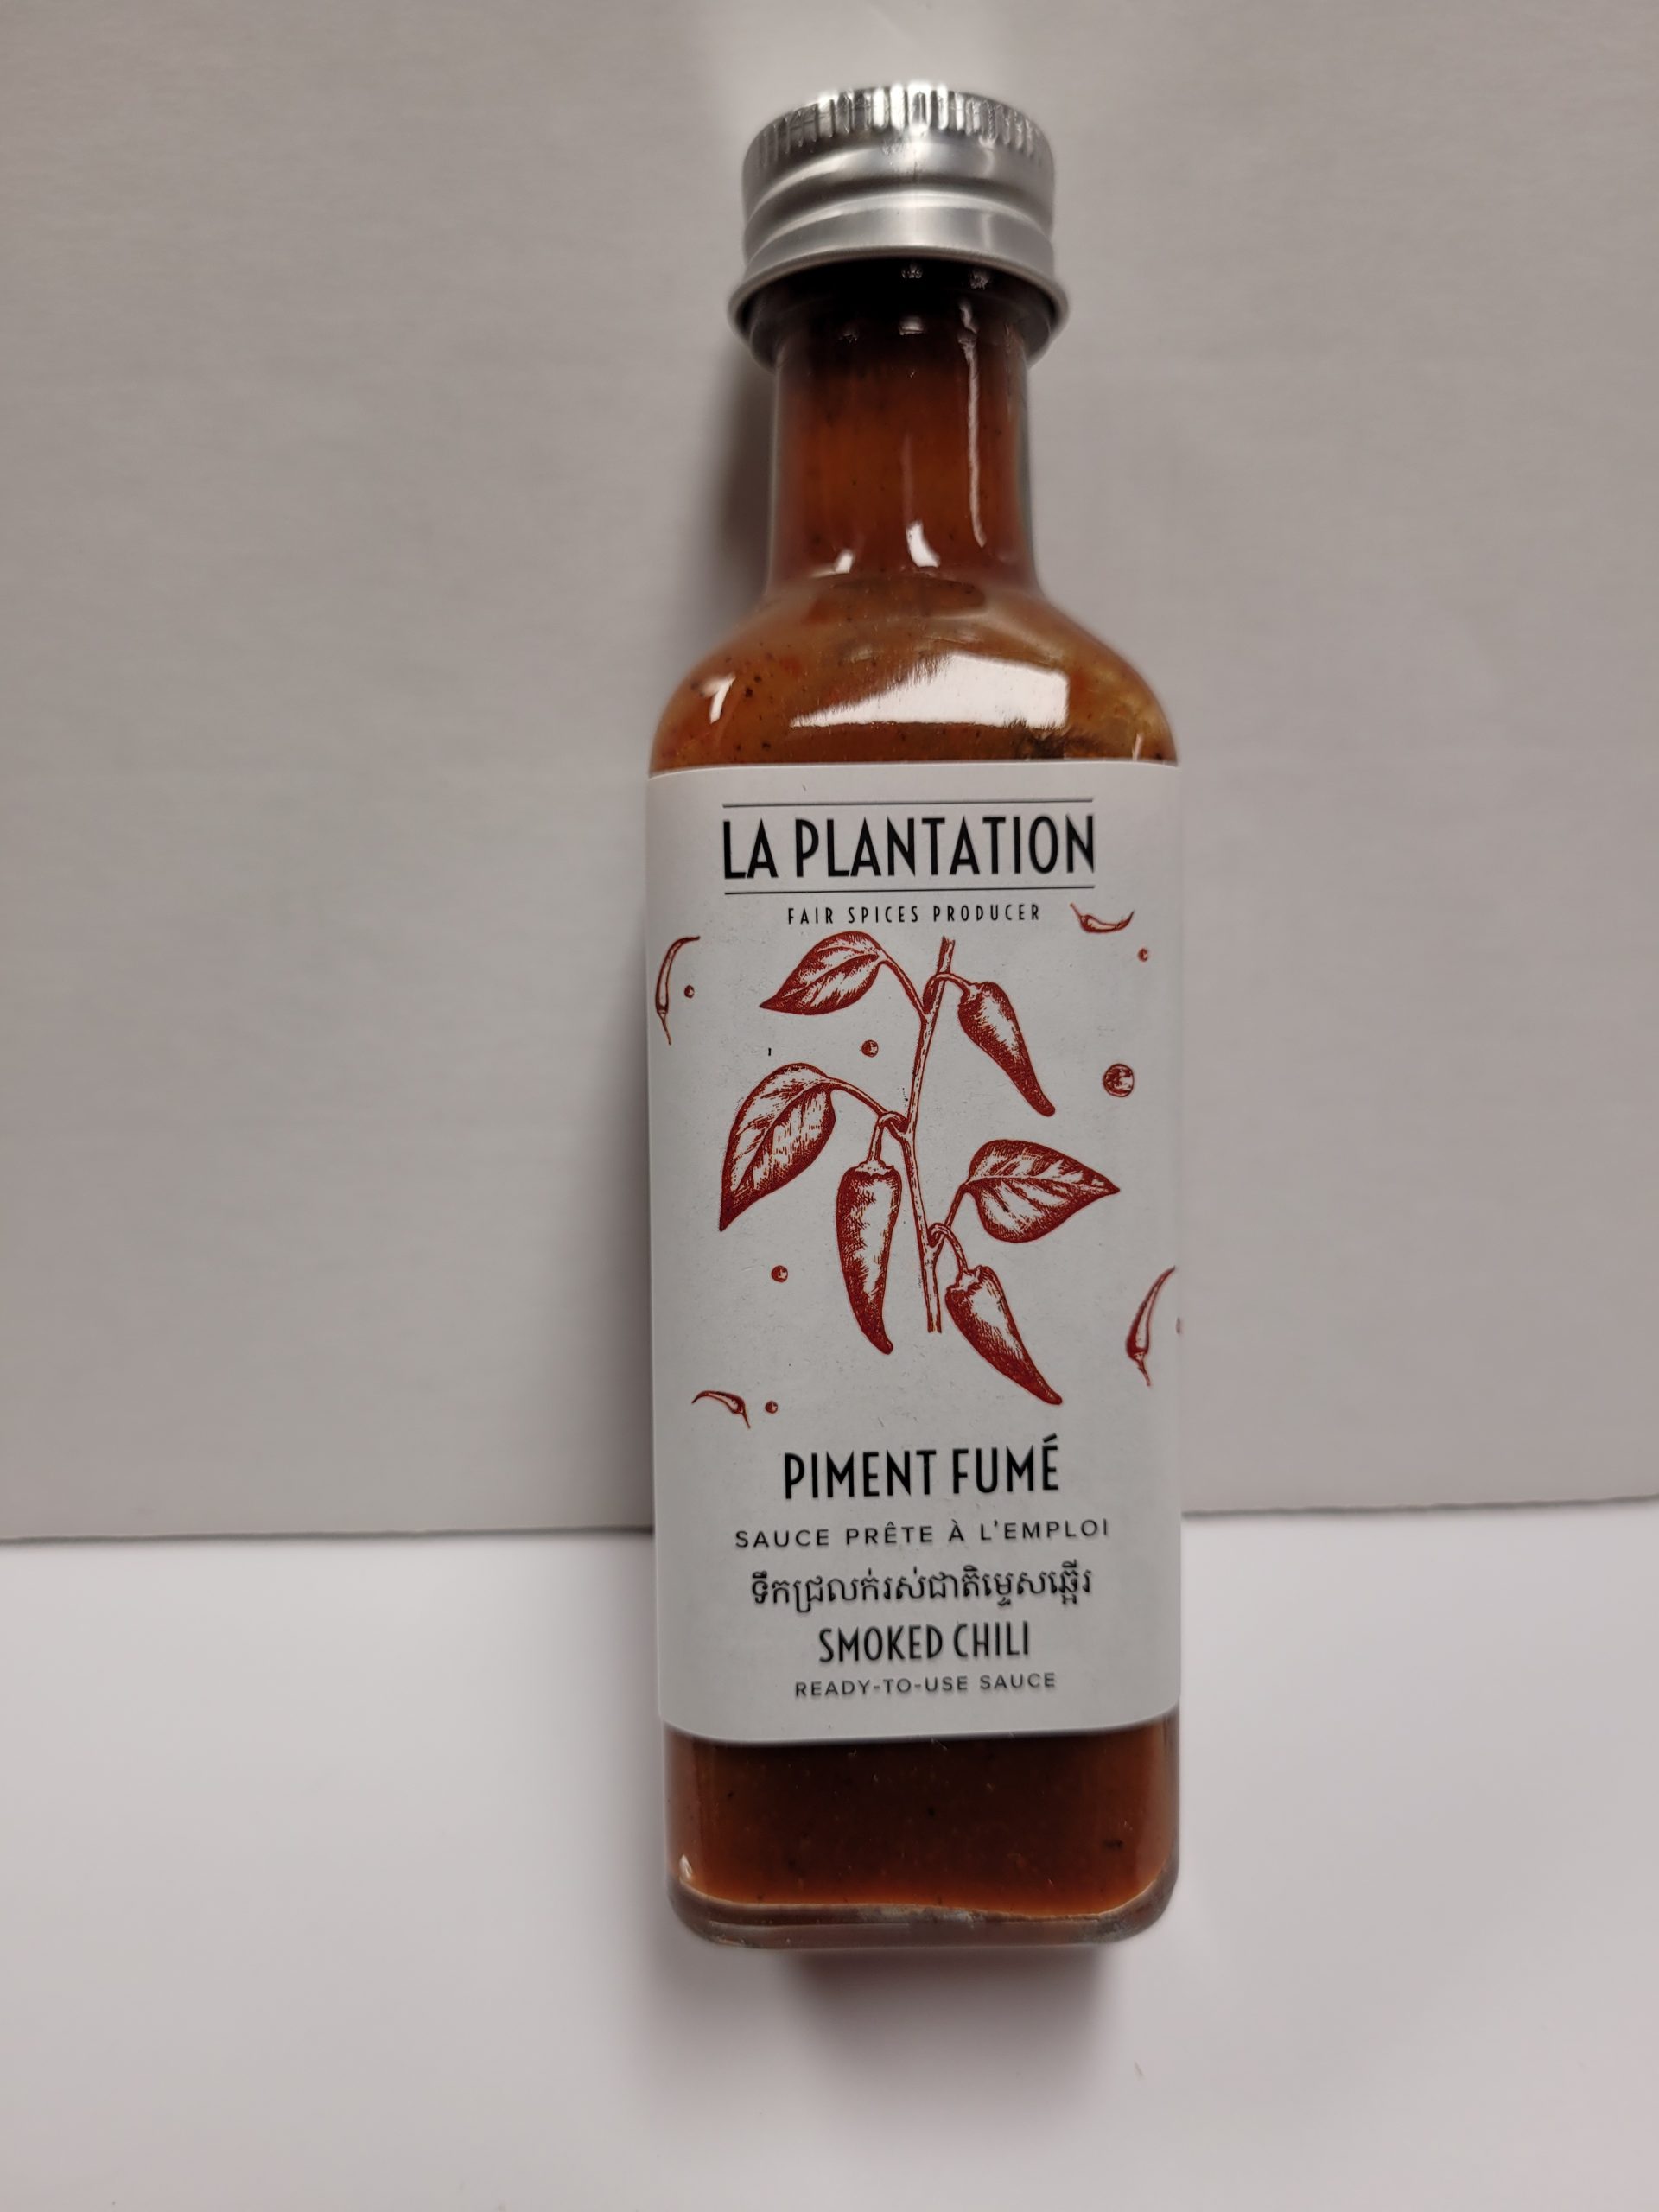 LA PLANTATION
FAIR SPICES PRODUCER
PIMENT FUMÉ
SAUCE PRÊTE À L'EMPLOI
ទឹកជ្រលក់រស់ជាតិម្ទេសឆ្អើរ
SMOKED CHILI
READY-TO-USE SAUCE